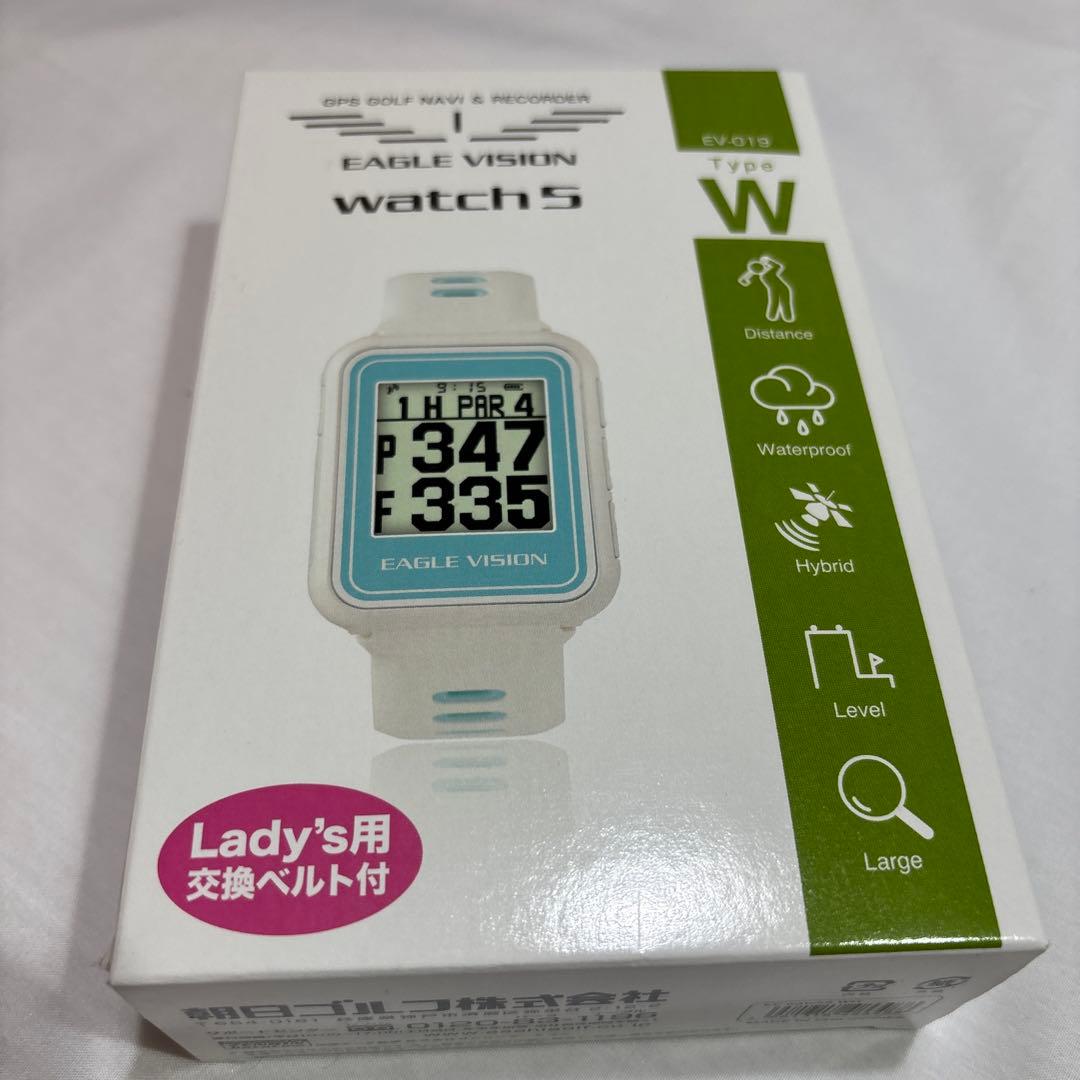 GPS GOLF NAVI & RECORDER
EAGLE VISION
watch5
EV-019
Type
W
Distance
Waterproof
Hybrid
Level
Large
9:15
1 H PAR 4
P 347
F 335
EAGLE VISION
Lady's用
交換ベルト付
朝日ゴルフ株式会社